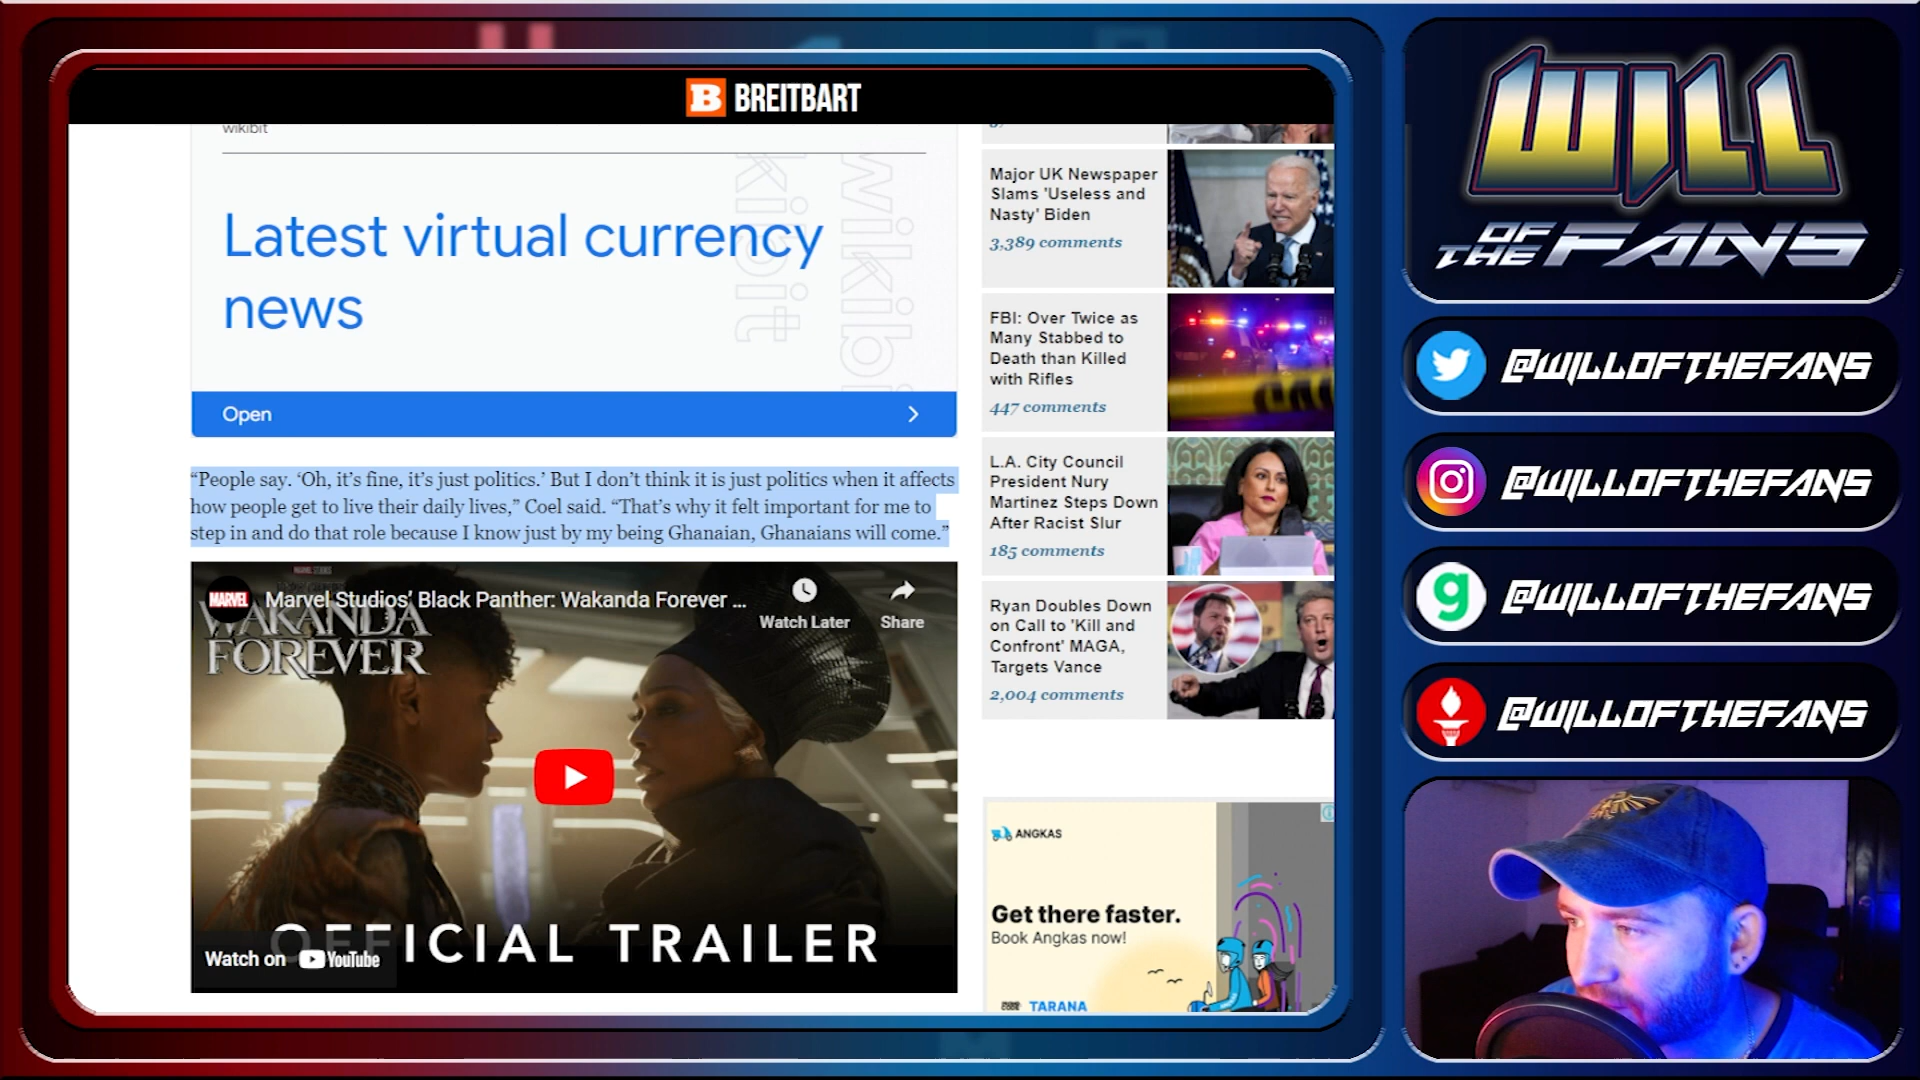 BREITBART
wikibit
Latest virtual currency
news
wikibit
wikibi
Open
“People say. ‘Oh, it’s fine, it’s just politics.’ But I don’t think it is just politics when it affects
how people get to live their daily lives,” Coel said. “That’s why it felt important for me to
step in and do that role because I know just by my being Ghanaian, Ghanaians will come.”
MARVEL
Marvel Studios’ Black Panther: Wakanda Forever ...
Watch Later
Share
MARVEL STUDIOS
WAKANDA
FOREVER
OFFICIAL TRAILER
Watch on YouTube
Major UK Newspaper
Slams 'Useless and
Nasty' Biden
3,389 comments
FBI: Over Twice as
Many Stabbed to
Death than Killed
with Rifles
447 comments
L.A. City Council
President Nury
Martinez Steps Down
After Racist Slur
185 comments
Ryan Doubles Down
on Call to 'Kill and
Confront' MAGA,
Targets Vance
2,004 comments
ANGKAS
Get there faster.
Book Angkas now!
TARANA
WILL
OF
THE FANS
@WILLOFTHEFANS
@WILLOFTHEFANS
@WILLOFTHEFANS
@WILLOFTHEFANS